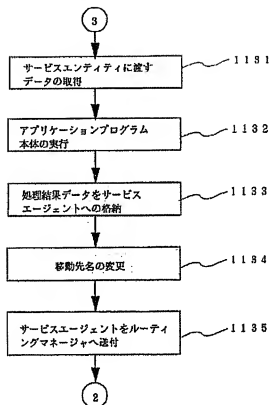 3
サービスエンティティに渡す
データの取得
1131
アプリケーションプログラム
本体の実行
1132
処理結果データをサービス
エージェントへの格納
1133
移動先名の変更
1134
サービスエージェントをルーティ
ングマネージャへ送付
1135
2